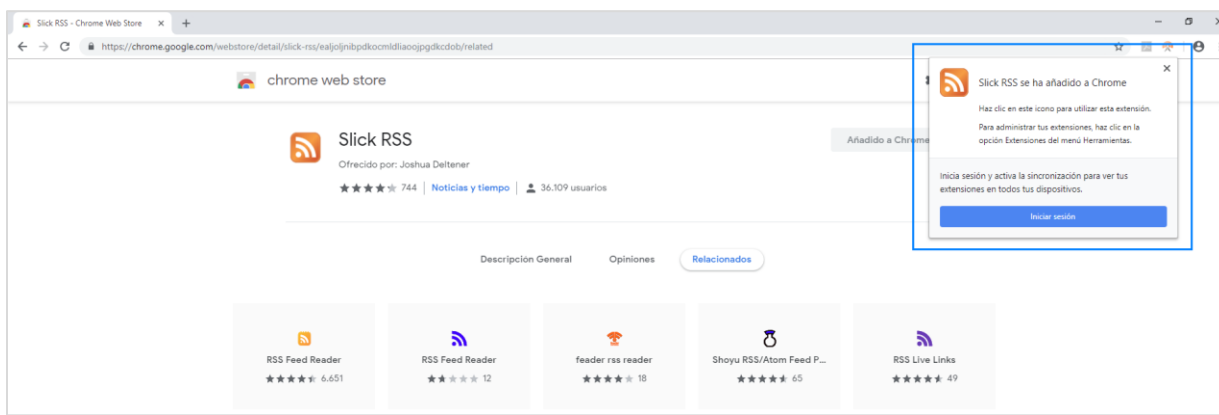 Slick RSS - Chrome Web Store
https://chrome.google.com/webstore/detail/slick-rss/ealjoljnibpdkocmldliaoojpgdkcdob/related
chrome web store
Slick RSS
Ofrecido por: Joshua Deltener
744 Noticias y tiempo 36.109 usuarios
Añadido a Chrome
Slick RSS se ha añadido a Chrome
Haz clic en este icono para utilizar esta extensión.
Para administrar tus extensiones, haz clic en la
opción Extensiones del menú Herramientas.
Inicia sesión y activa la sincronización para ver tus
extensiones en todos tus dispositivos.
Iniciar sesión
Descripción General Opiniones Relacionados
RSS Feed Reader RSS Feed Reader feader rss reader Shoyu RSS/Atom Feed P... RSS Live Links
6.651 12 18 65 49